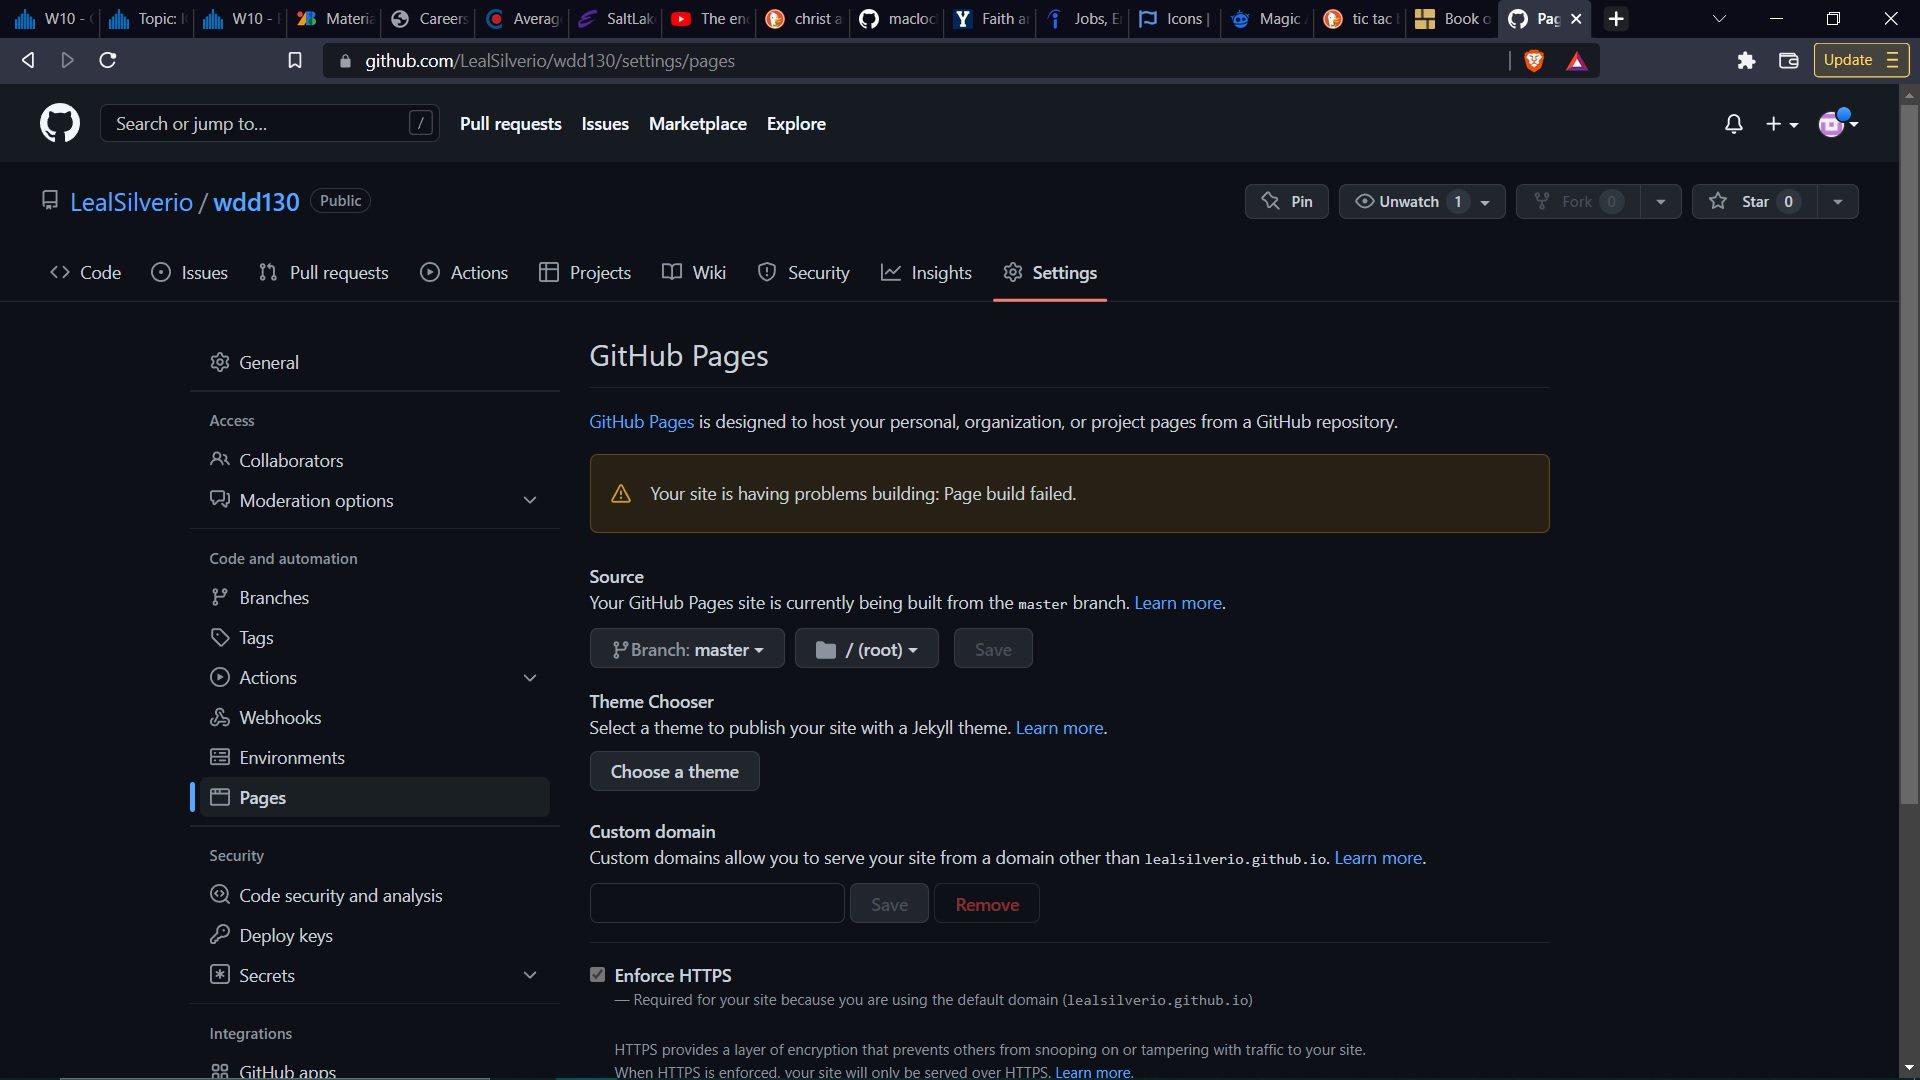 W10 -
Topic:
W10 -
Materia
Careers
Averag
SaltLak
The en
christ a
macloc
Faith a
Jobs, E
Icons |
Magic
tic tac
Book o
Pag
github.com/LealSilverio/wdd130/settings/pages
Update
Search or jump to...
/
Pull requests
Issues
Marketplace
Explore
LealSilverio / wdd130
Public
Pin
Unwatch 1
Fork 0
Star 0
Code
Issues
Pull requests
Actions
Projects
Wiki
Security
Insights
Settings
General
Access
Collaborators
Moderation options
Code and automation
Branches
Tags
Actions
Webhooks
Environments
Pages
Security
Code security and analysis
Deploy keys
Secrets
Integrations
GitHub apps
GitHub Pages
GitHub Pages is designed to host your personal, organization, or project pages from a GitHub repository.
Your site is having problems building: Page build failed.
Source
Your GitHub Pages site is currently being built from the master branch. Learn more.
Branch: master
/ (root)
Save
Theme Chooser
Select a theme to publish your site with a Jekyll theme. Learn more.
Choose a theme
Custom domain
Custom domains allow you to serve your site from a domain other than lealsilverio.github.io. Learn more.
Save
Remove
Enforce HTTPS
— Required for your site because you are using the default domain (lealsilverio.github.io)
HTTPS provides a layer of encryption that prevents others from snooping on or tampering with traffic to your site.
When HTTPS is enforced, your site will only be served over HTTPS. Learn more.